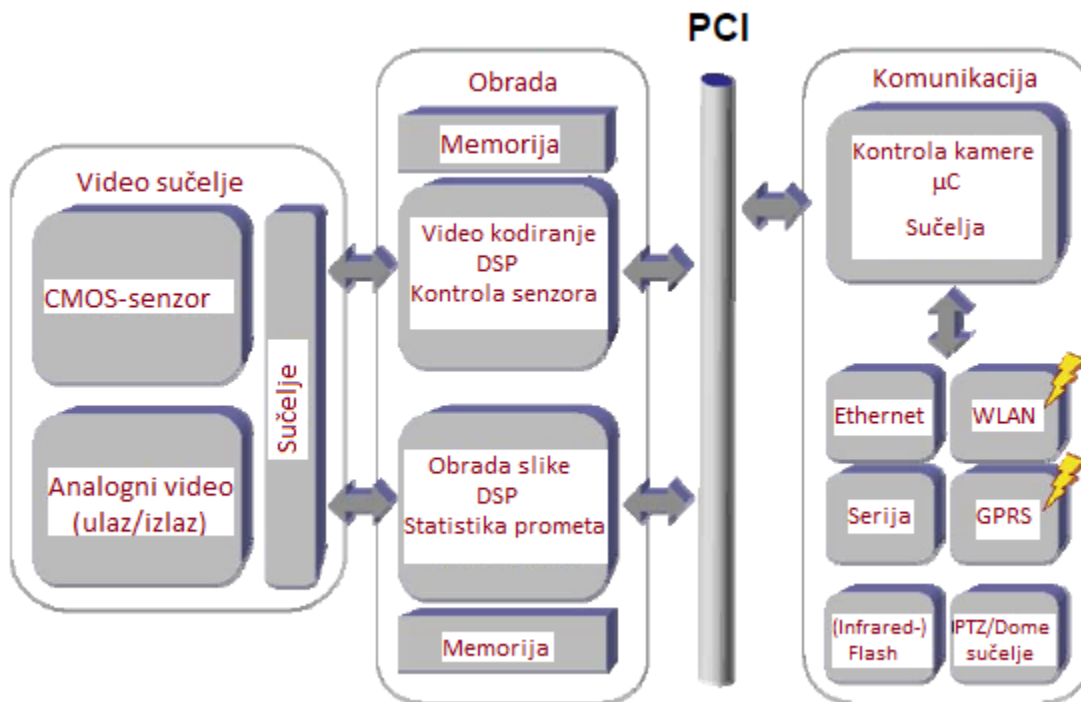 PCI
Video sučelje
CMOS-senzor
Analogni video
(ulaz/izlaz)
Sučelje
Obrada
Memorija
Video kodiranje
DSP
Kontrola senzora
Obrada slike
DSP
Statistika prometa
Memorija
Komunikacija
Kontrola kamere
µC
Sučelja
Ethernet
WLAN
Serija
GPRS
(Infrared-)
Flash
PTZ/Dome
sučelje